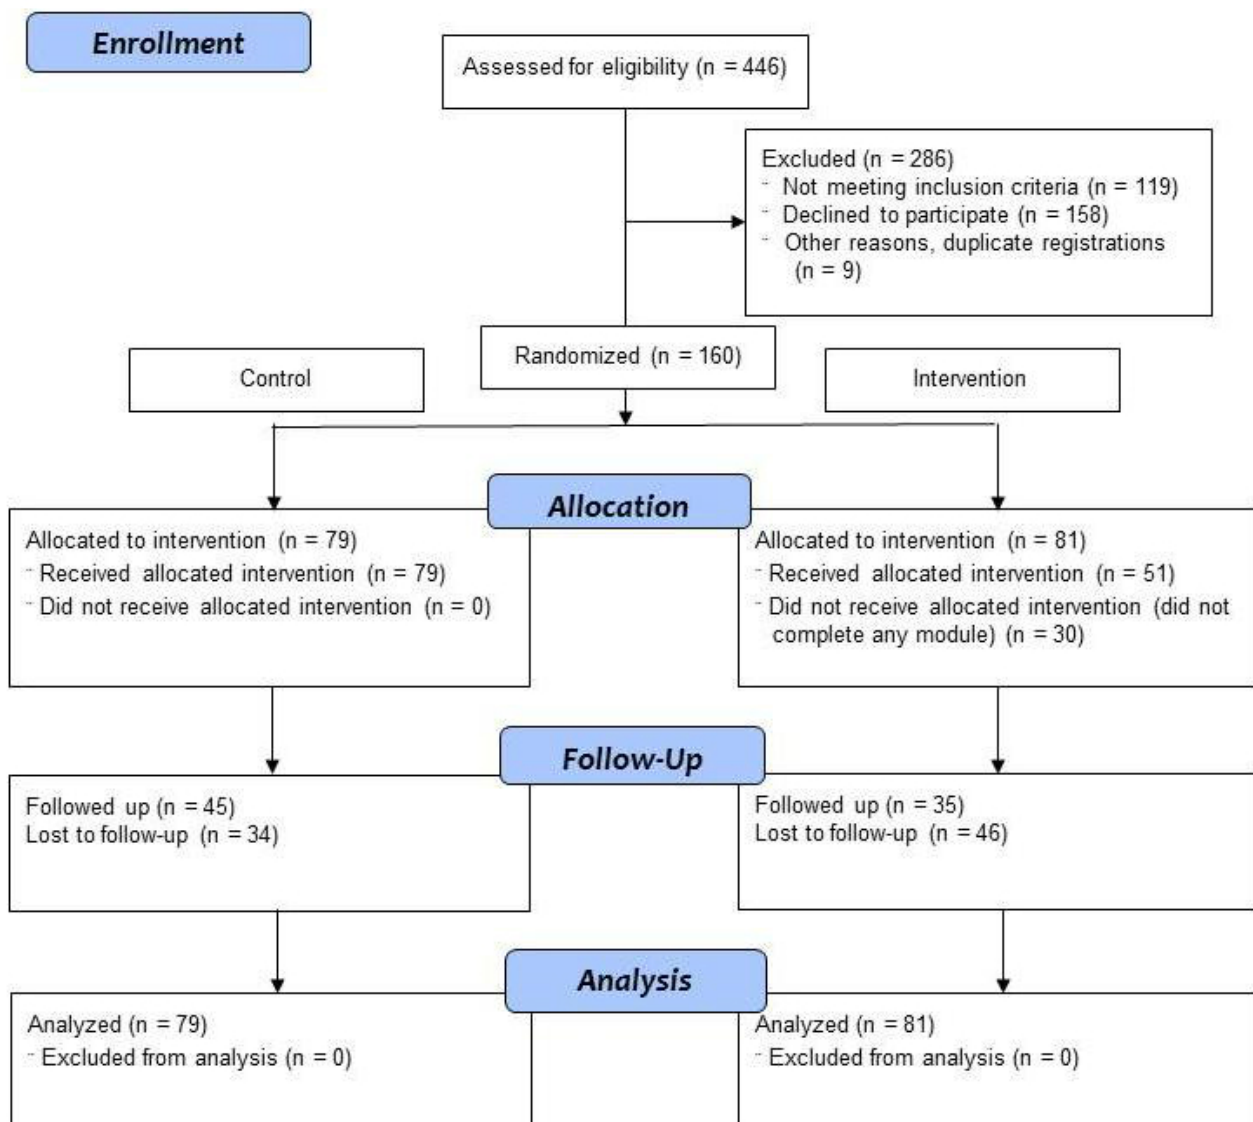 Enrollment
Assessed for eligibility (n = 446)
Excluded (n = 286)
¨ Not meeting inclusion criteria (n = 119)
¨ Declined to participate (n = 158)
¨ Other reasons, duplicate registrations
(n = 9)
Randomized (n = 160)
Control
Intervention
Allocation
Allocated to intervention (n = 79)
¨ Received allocated intervention (n = 79)
¨ Did not receive allocated intervention (n = 0)
Allocated to intervention (n = 81)
¨ Received allocated intervention (n = 51)
¨ Did not receive allocated intervention (did not
complete any module) (n = 30)
Follow-Up
Followed up (n = 45)
Lost to follow-up (n = 34)
Followed up (n = 35)
Lost to follow-up (n = 46)
Analysis
Analyzed (n = 79)
¨ Excluded from analysis (n = 0)
Analyzed (n = 81)
¨ Excluded from analysis (n = 0)